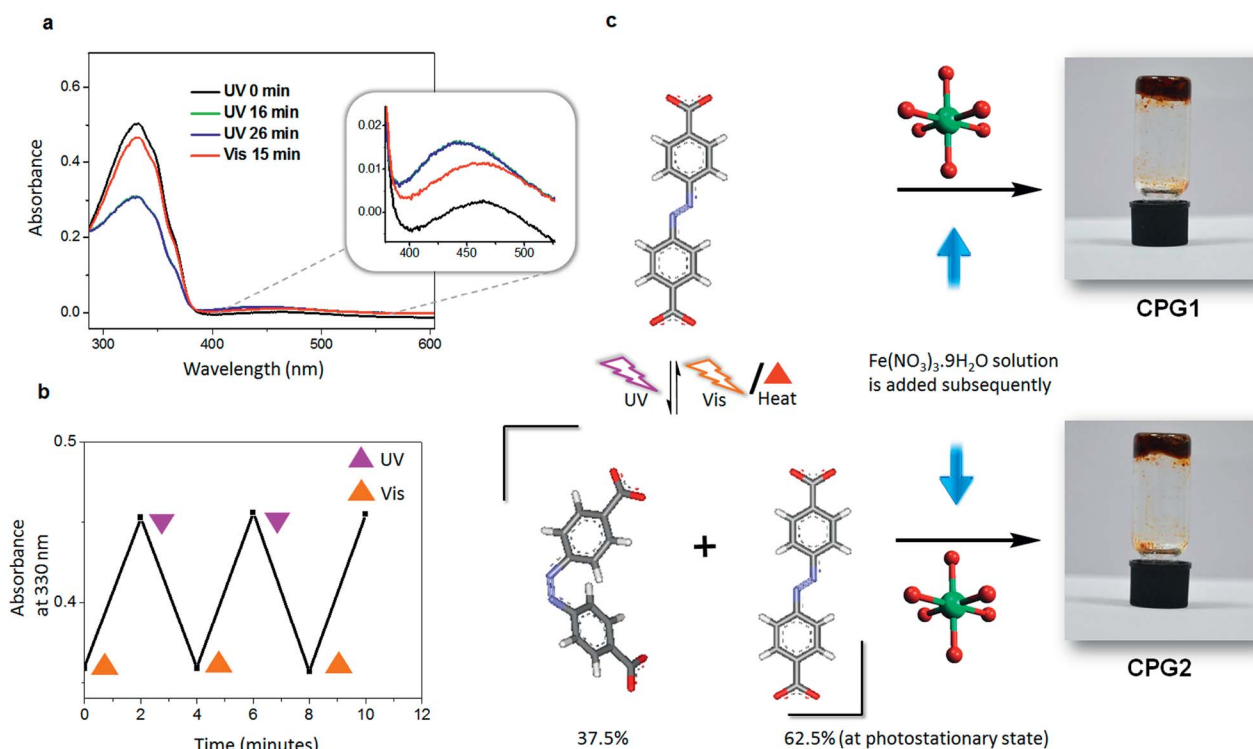 a
Absorbance
0.6
0.4
0.2
0.0
UV 0 min
UV 16 min
UV 26 min
Vis 15 min
0.02
0.01
0.00
400 450 500
300 400 500 600
Wavelength (nm)
b
Absorbance
at 330 nm
0.5
0.4
UV
Vis
0 2 4 6 8 10 12
Time (minutes)
c
UV
Vis
/
Heat
+
37.5%
62.5% (at photostationary state)
CPG1
Fe(NO3)3.9H2O solution
is added subsequently
CPG2